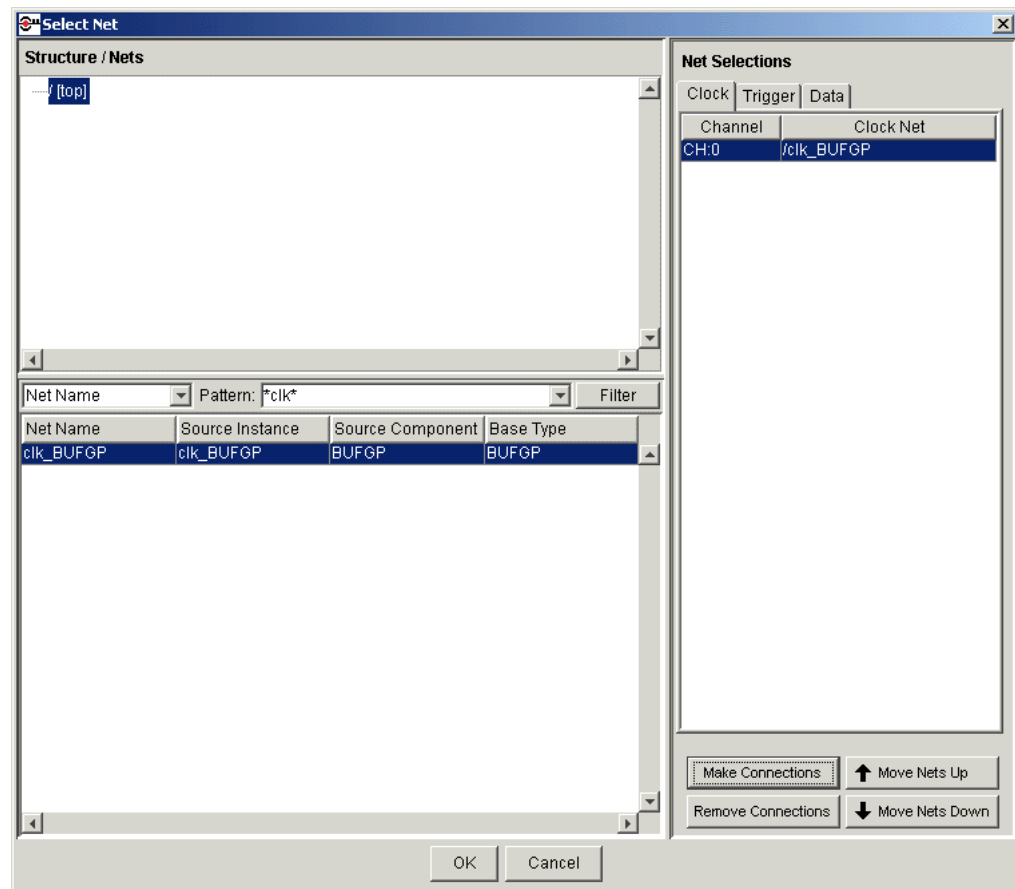 Select Net
Structure / Nets
/ [top]
Net Name Pattern: *clk* Filter
Net Name Source Instance Source Component Base Type
clk_BUFGP clk_BUFGP BUFGP BUFGP
Net Selections
Clock Trigger Data
Channel Clock Net
CH:0 /clk_BUFGP
Make Connections Move Nets Up
Remove Connections Move Nets Down
OK Cancel